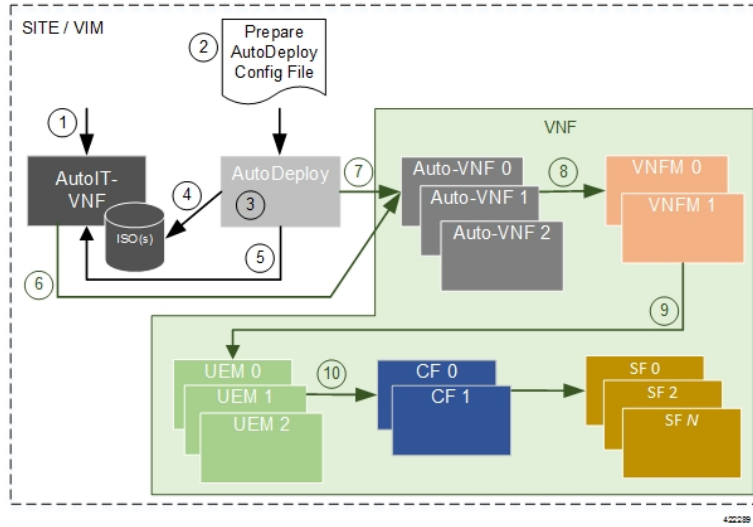 SITE / VIM
2
Prepare
AutoDeploy
Config File
1
VNF
AutoIT-
VNF
ISO(s)
4
AutoDeploy
3
7
Auto-VNF 0
Auto-VNF 1
Auto-VNF 2
8
VNFM 0
VNFM 1
5
6
9
UEM 0
UEM 1
UEM 2
10
CF 0
CF 1
SF 0
SF 2
SF N